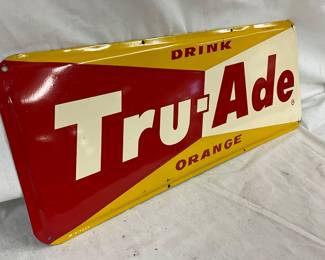 DRINK
Tru-Ade
®
ORANGE